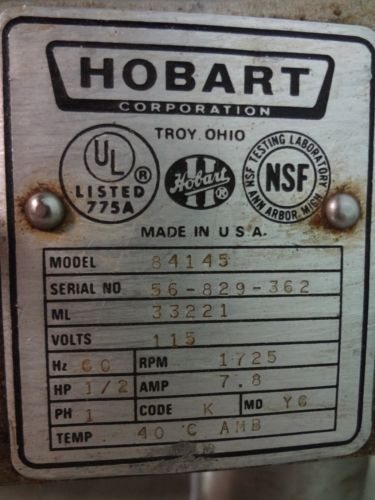 HOBART
CORPORATION
TROY, OHIO
UL
®
LISTED
775A
Hobart
®
NSF TESTING LABORATORY
NSF
ANN ARBOR, MICH.
MADE IN U.S.A.
MODEL 84145
SERIAL NO 56-829-362
ML 33221
VOLTS 115
Hz 60 RPM 1725
HP 1/2 AMP 7.8
PH 1 CODE K MO Y6
TEMP 40°C AMB